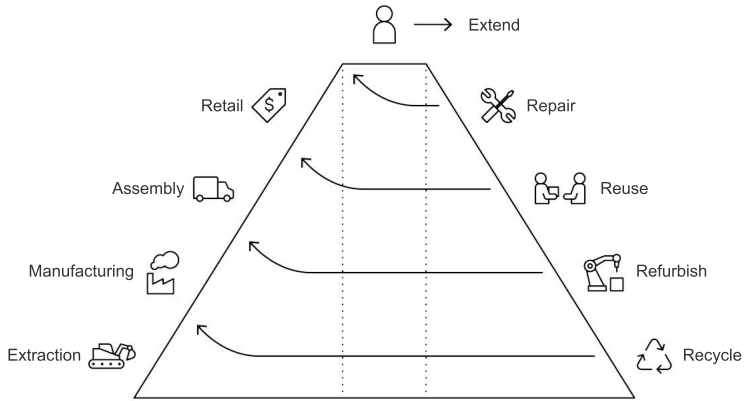 Extend
Retail
$
Repair
Assembly
Reuse
Manufacturing
Refurbish
Extraction
Recycle